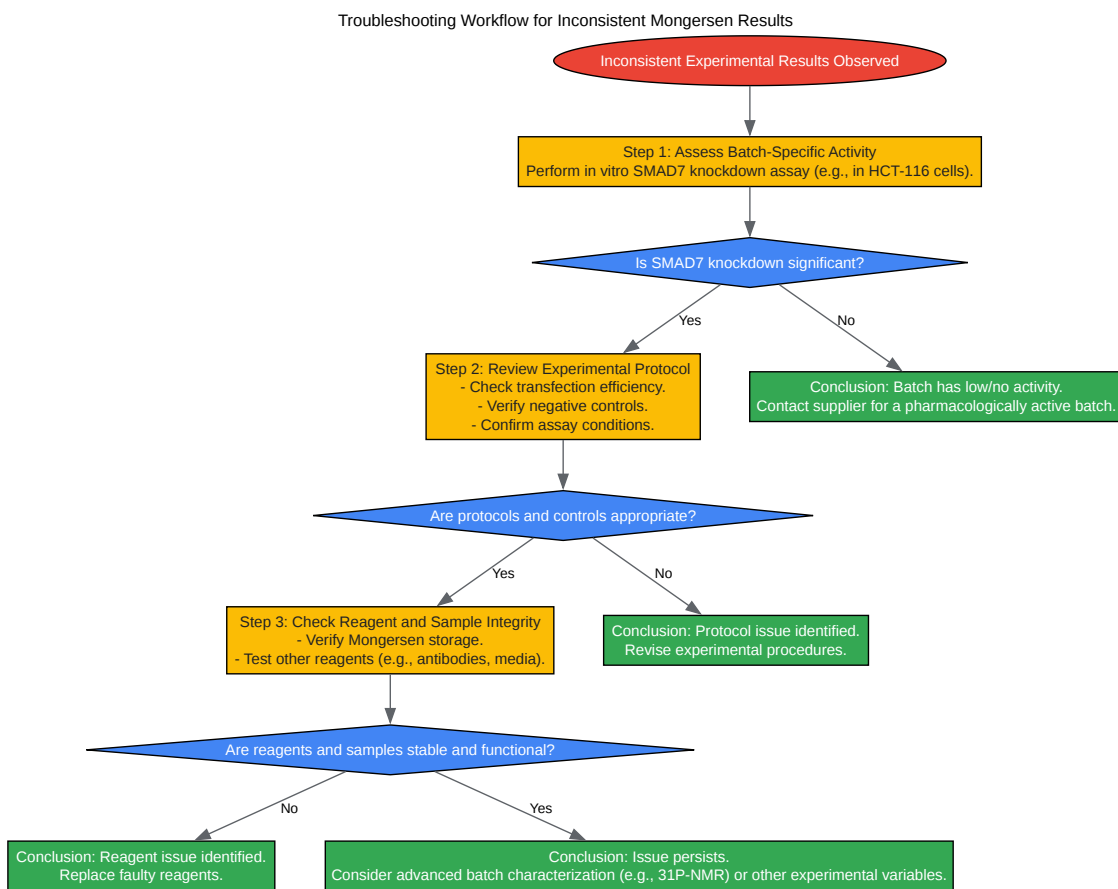 Troubleshooting Workflow for Inconsistent Mongersen Results
Inconsistent Experimental Results Observed
Step 1: Assess Batch-Specific Activity
Perform in vitro SMAD7 knockdown assay (e.g., in HCT-116 cells).
Is SMAD7 knockdown significant?
Yes
No
Step 2: Review Experimental Protocol
- Check transfection efficiency.
- Verify negative controls.
- Confirm assay conditions.
Conclusion: Batch has low/no activity.
Contact supplier for a pharmacologically active batch.
Are protocols and controls appropriate?
Yes
No
Step 3: Check Reagent and Sample Integrity
- Verify Mongersen storage.
- Test other reagents (e.g., antibodies, media).
Conclusion: Protocol issue identified.
Revise experimental procedures.
Are reagents and samples stable and functional?
No
Yes
Conclusion: Reagent issue identified.
Replace faulty reagents.
Conclusion: Issue persists.
Consider advanced batch characterization (e.g., 31P-NMR) or other experimental variables.